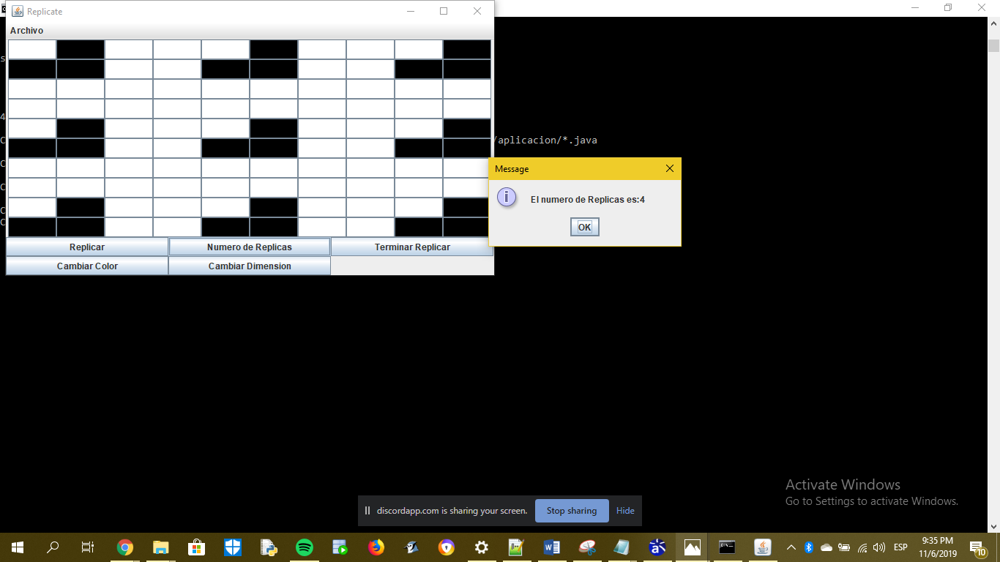 Replicate
Archivo
s
4
C
/aplicacion/*.java
C
C
C
C
Message
El numero de Replicas es:4
OK
Replicar
Numero de Replicas
Terminar Replicar
Cambiar Color
Cambiar Dimension
Activate Windows
Go to Settings to activate Windows.
discordapp.com is sharing your screen.
Stop sharing
Hide
ESP
9:35 PM
11/6/2019
10